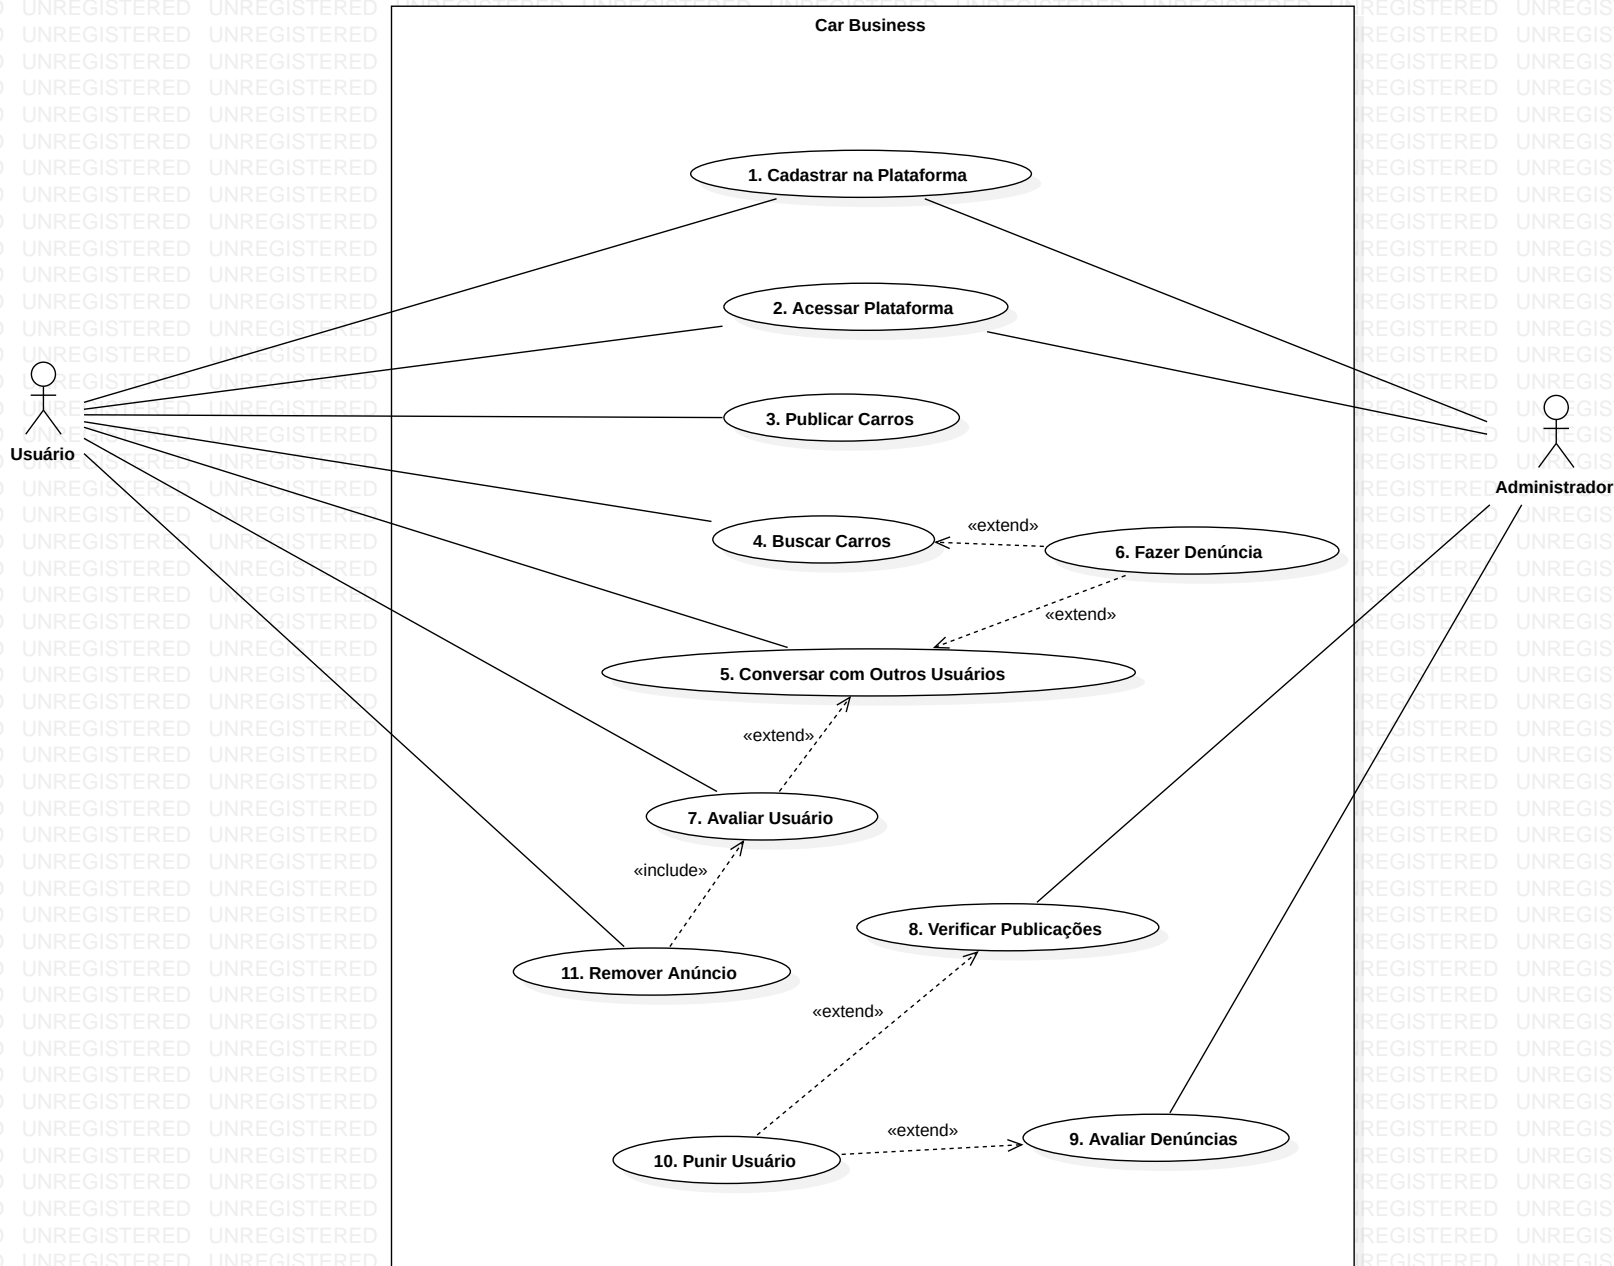 Car Business
1. Cadastrar na Plataforma
2. Acessar Plataforma
3. Publicar Carros
Usuário
Administrador
4. Buscar Carros
«extend»
6. Fazer Denúncia
«extend»
5. Conversar com Outros Usuários
«extend»
7. Avaliar Usuário
«include»
8. Verificar Publicações
11. Remover Anúncio
«extend»
«extend»
9. Avaliar Denúncias
10. Punir Usuário
UNREGISTERED